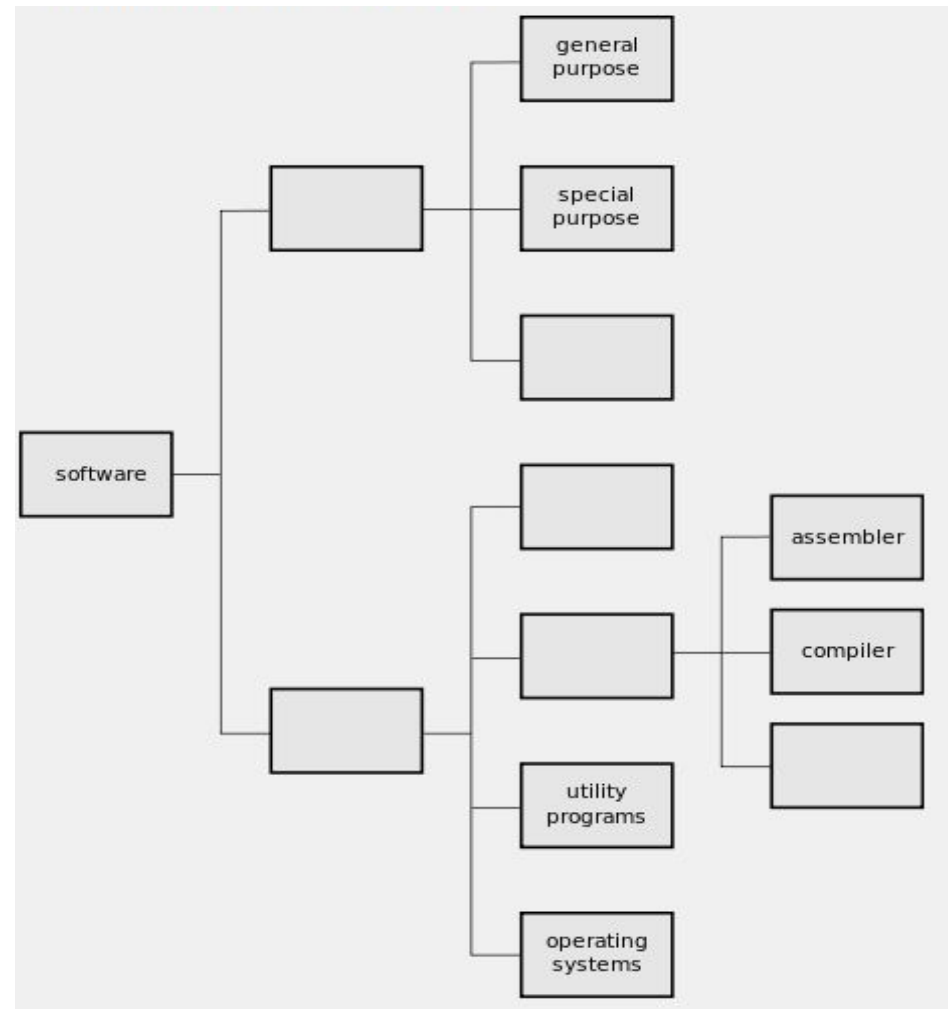 general
purpose
special
purpose
software
assembler
compiler
utility
programs
operating
systems